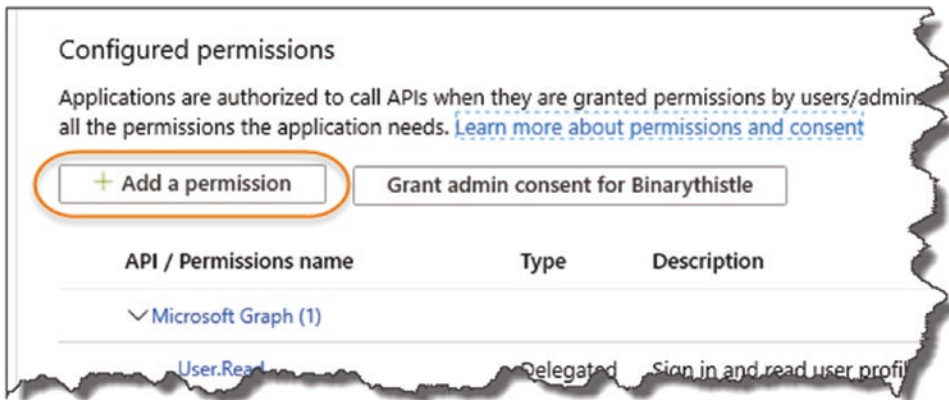 Configured permissions
Applications are authorized to call APIs when they are granted permissions by users/admin
all the permissions the application needs. Learn more about permissions and consent
+ Add a permission Grant admin consent for Binarythistle
API / Permissions name Type Description
Microsoft Graph (1)
User.Read Delegated Sign in and read user profil